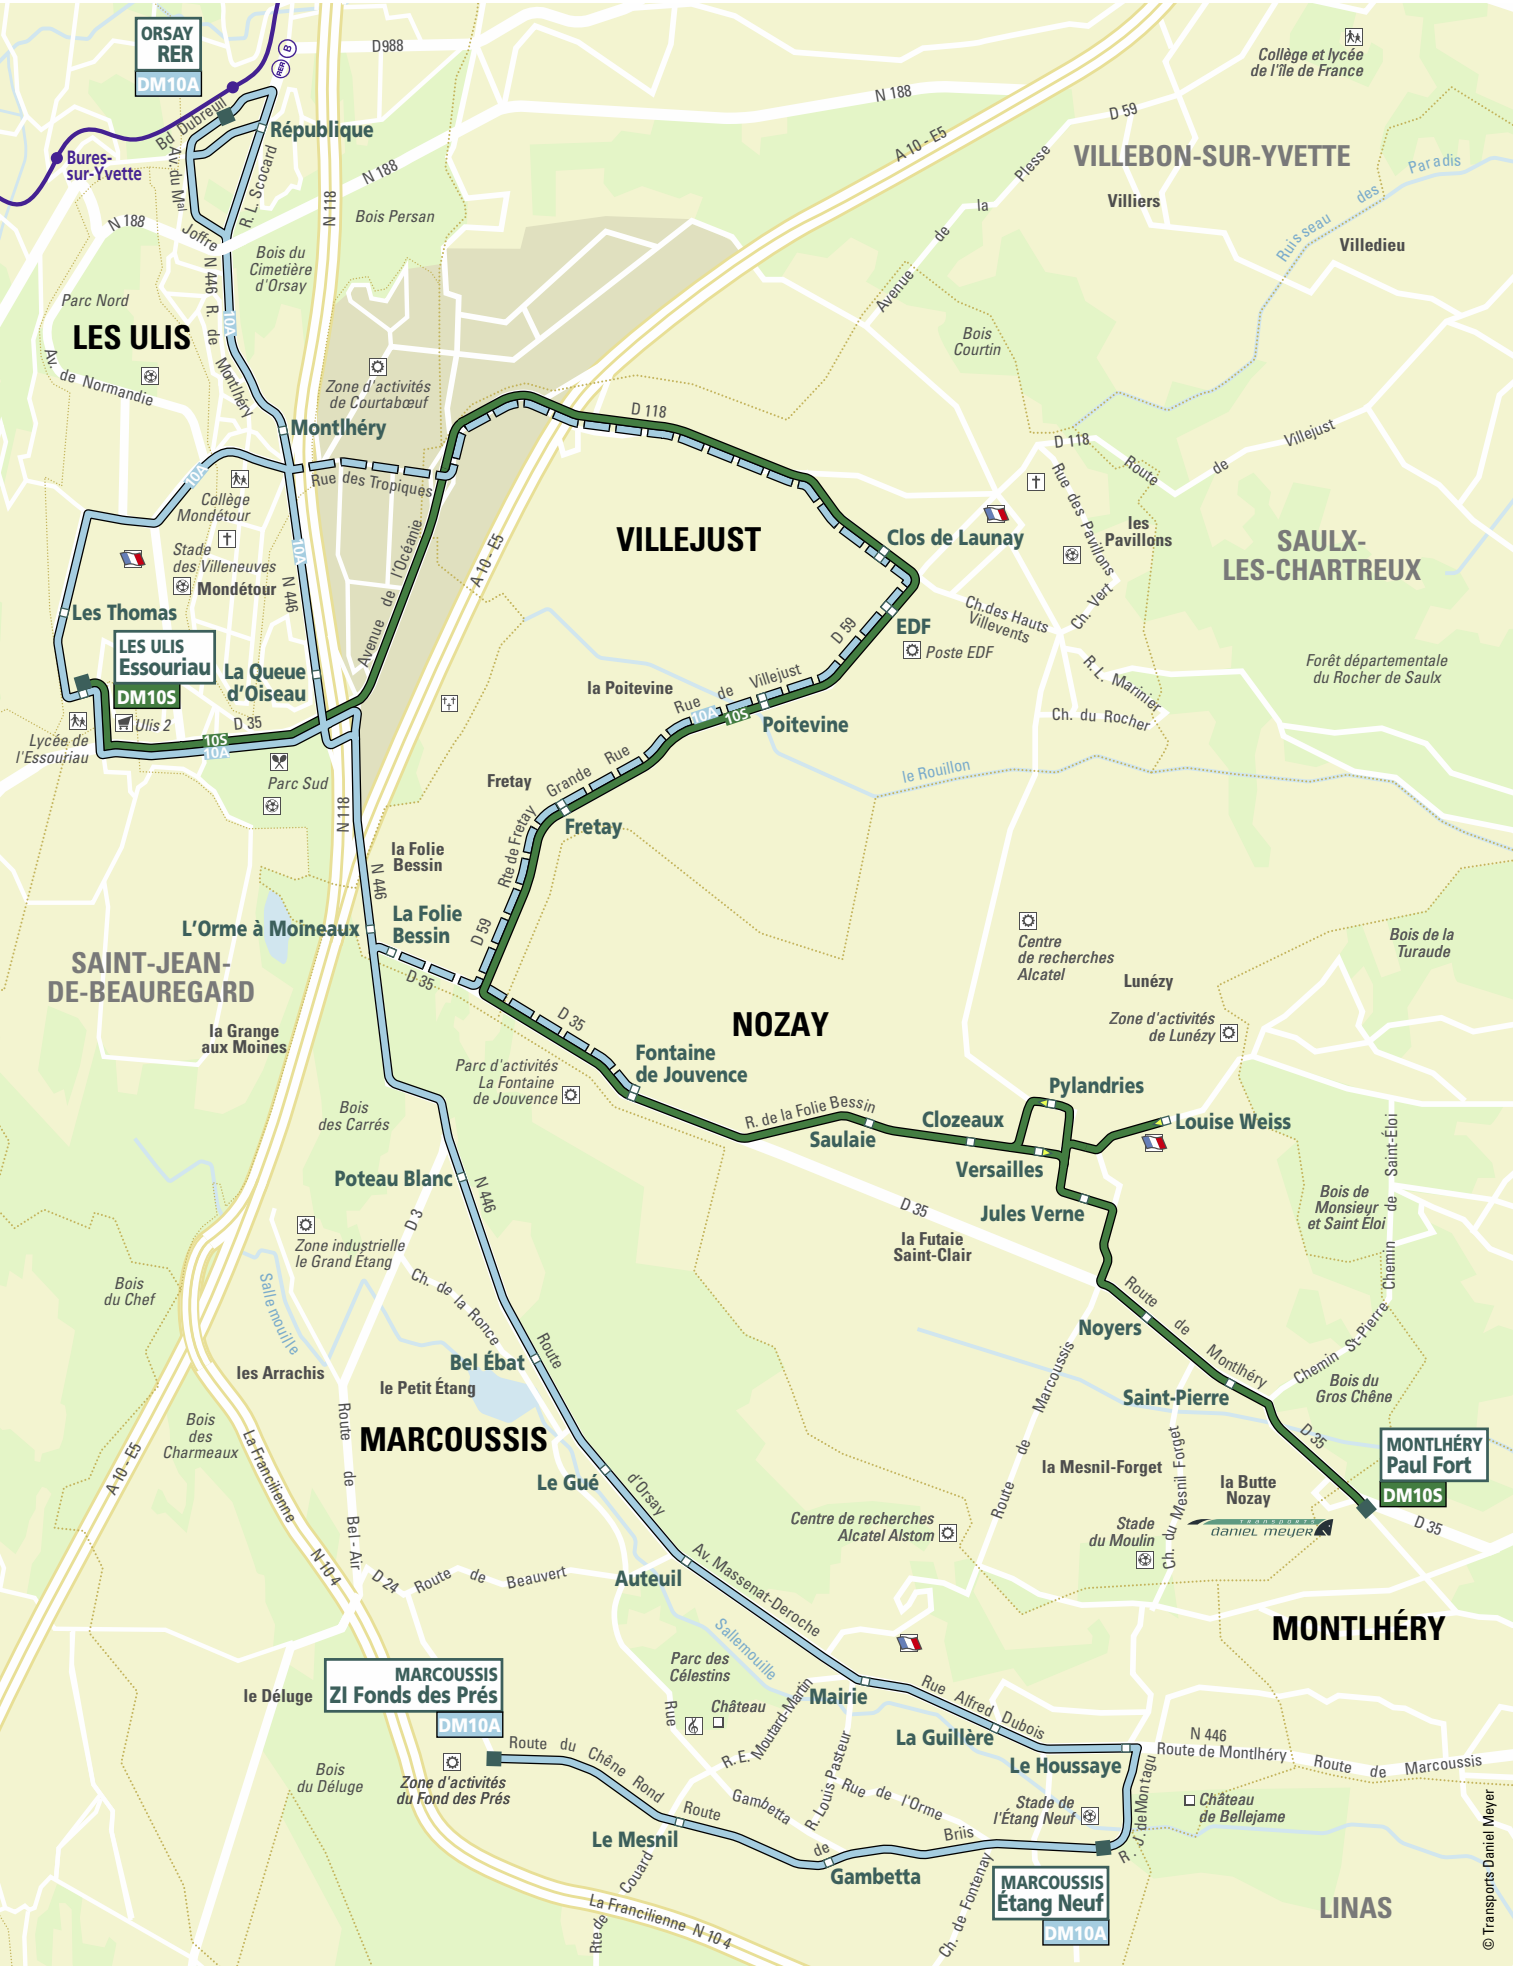 ORSAY
RER
DM10A
RER B
D988
Collège et lycée
de l'île de France
N 188
D 59
A 10 - E5
Bd Dubreuil
République
Bures-
sur-Yvette
Av. du Mal
Joffre
R. L. Scocard
N 188
N 118
N 188
Bois Persan
Plesse
la
de
Avenue
VILLEBON-SUR-YVETTE
Villiers
Ruisseau des Paradis
Villedieu
Bois du
Cimetière
d'Orsay
Parc Nord
N 446 R. de Montlhéry
10A
LES ULIS
Bois
Courtin
Av. de Normandie
Zone d'activités
de Courtabœuf
D 118
Montlhéry
D 118
Route de Villejust
10A
Rue des Tropiques
Collège
Mondétour
Rue des Pavillons
Stade
des Villeneuves
Mondétour
10A
N 446
Avenue de l'Océanie
A 10 - E5
VILLEJUST
Clos de Launay
les
Pavillons
SAULX-
LES-CHARTREUX
Les Thomas
LES ULIS
Essouriau
DM10S
La Queue
d'Oiseau
Ch.des Hauts
Villevents
Ch. Vert
EDF
D 59
Poste EDF
R. L. Marinier
Forêt départementale
du Rocher de Saulx
la Poitevine
Rue de Villejust
10A
10S
Poitevine
Ch. du Rocher
Ulis 2
D 35
10S
10A
Lycée de
l'Essouriau
Parc Sud
le Rouillon
Fretay
Grande Rue
Fretay
N 118
Rte de Fretay
la Folie
Bessin
N 446
L'Orme à Moineaux
La Folie
Bessin
D 59
D 35
SAINT-JEAN-
DE-BEAUREGARD
Centre
de recherches
Alcatel
Bois de la
Turaude
Lunézy
la Grange
aux Moines
D 35
NOZAY
Zone d'activités
de Lunézy
Fontaine
de Jouvence
Parc d'activités
La Fontaine
de Jouvence
Pylandries
Bois
des Carrés
R. de la Folie Bessin
Saulaie
Clozeaux
Louise Weiss
Versailles
Poteau Blanc
N 446
D 3
Jules Verne
D 35
Bois de
Monsieur
et Saint Éloi
Chemin de Saint-Éloi
la Futaie
Saint-Clair
Zone industrielle
le Grand Étang
Bois
du Chef
Sallemouille
Ch. de la Ronce
Route de Montlhéry
Noyers
Chemin St-Pierre
les Arrachis
Bel Ébat
Route d'Orsay
le Petit Étang
Route de Marcoussis
Saint-Pierre
Bois du
Gros Chêne
Bois
des
Charmeaux
Route de Bel-Air
MARCOUSSIS
La Francilienne
N 104
A 10 - E5
D 35
MONTLHÉRY
Paul Fort
DM10S
la Mesnil-Forget
Ch. du Mesnil Forget
la Butte
Nozay
Le Gué
Centre de recherches
Alcatel Alstom
Stade
du Moulin
TRANSPORTS
DANIEL MEYER
D 35
D 24
Route de Beauvert
Auteuil
Av. Massenat-Deroche
Sallemouille
MONTLHÉRY
Parc des
Célestins
MARCOUSSIS
ZI Fonds des Prés
DM10A
le Déluge
Château
Rue Gambetta
R. E. Moutard-Martin
Mairie
Rue Alfred Dubois
La Guillère
R. Louis Pasteur
Rue de l'Orme
Le Houssaye
N 446
Route de Montlhéry
Route de Marcoussis
Bois
du Déluge
Zone d'activités
du Fond des Prés
Route du Chêne Rond
Le Mesnil
Route de Briis
Gambetta
Stade de
l'Étang Neuf
R. J. de Montagu
Château
de Bellejame
MARCOUSSIS
Étang Neuf
DM10A
Rte de Couard
La Francilienne N 104
Ch. de Fontenay
LINAS
© Transports Daniel Meyer